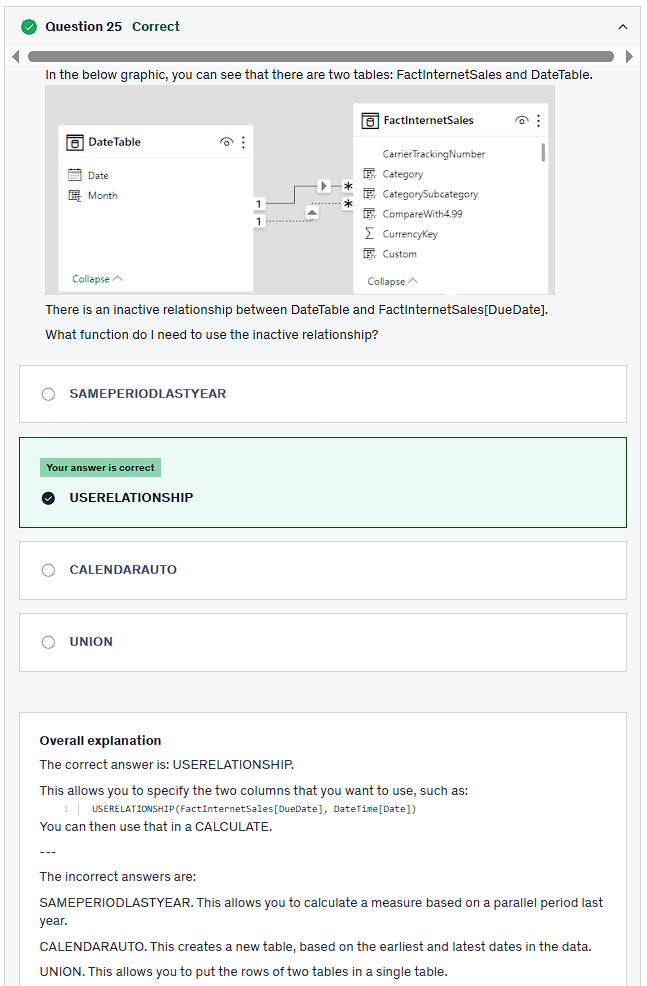 Question 25 Correct
In the below graphic, you can see that there are two tables: FactInternetSales and DateTable.
DateTable
Date
Month
Collapse
1
1
*
*
FactInternetSales
CarrierTrackingNumber
Category
CategorySubcategory
CompareWith4.99
CurrencyKey
Custom
Collapse
There is an inactive relationship between DateTable and FactInternetSales[DueDate].
What function do I need to use the inactive relationship?
SAMEPERIODLASTYEAR
Your answer is correct
USERELATIONSHIP
CALENDARAUTO
UNION
Overall explanation
The correct answer is: USERELATIONSHIP.
This allows you to specify the two columns that you want to use, such as:
1 USERELATIONSHIP(FactInternetSales[DueDate], DateTime[Date])
You can then use that in a CALCULATE.
---
The incorrect answers are:
SAMEPERIODLASTYEAR. This allows you to calculate a measure based on a parallel period last
year.
CALENDARAUTO. This creates a new table, based on the earliest and latest dates in the data.
UNION. This allows you to put the rows of two tables in a single table.